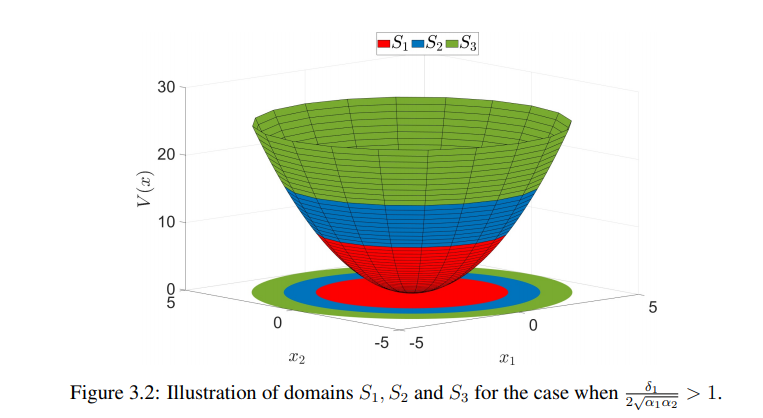 S₁ S₂ S₃
30
20
10
0
V(x)
5
0
-5
x₂
-5
0
5
x₁
Figure 3.2: Illustration of domains S₁, S₂ and S₃ for the case when δ₁/(2√α₁α₂) > 1.